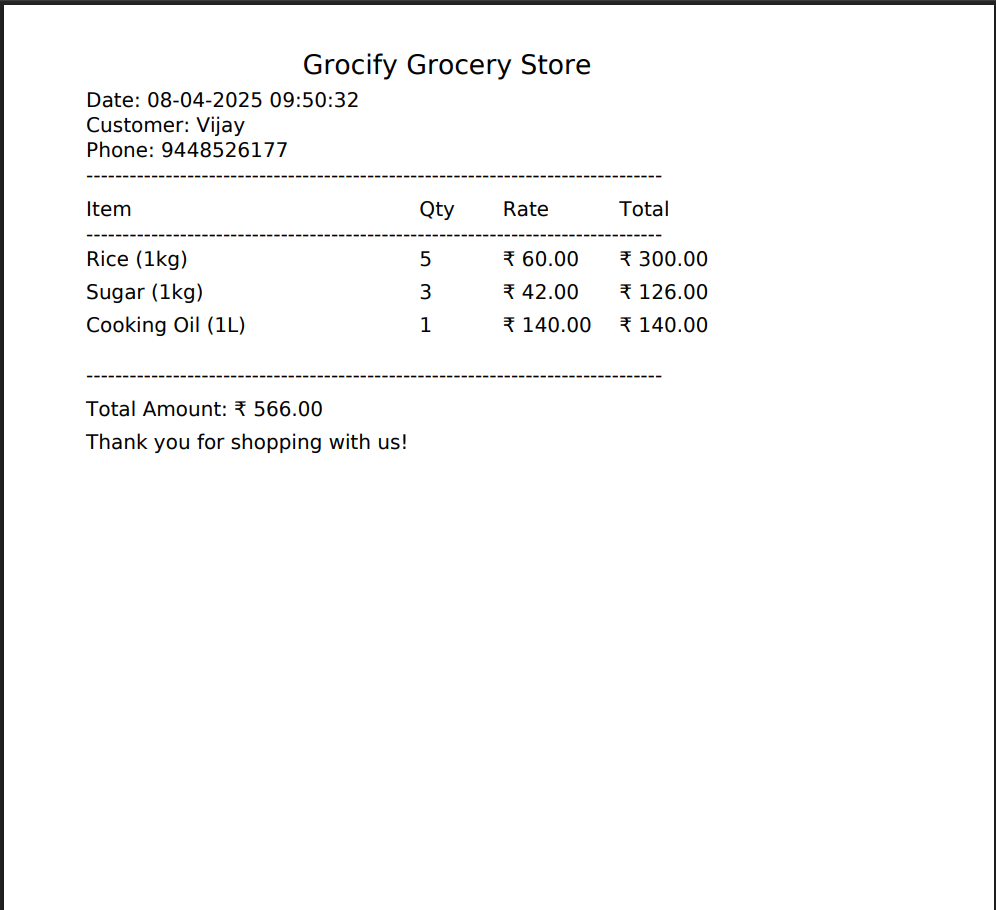 Grocify Grocery Store
Date: 08-04-2025 09:50:32
Customer: Vijay
Phone: 9448526177
--------------------------------------------------------------------------------
Item Qty Rate Total
--------------------------------------------------------------------------------
Rice (1kg) 5 ₹ 60.00 ₹ 300.00
Sugar (1kg) 3 ₹ 42.00 ₹ 126.00
Cooking Oil (1L) 1 ₹ 140.00 ₹ 140.00
--------------------------------------------------------------------------------
Total Amount: ₹ 566.00
Thank you for shopping with us!